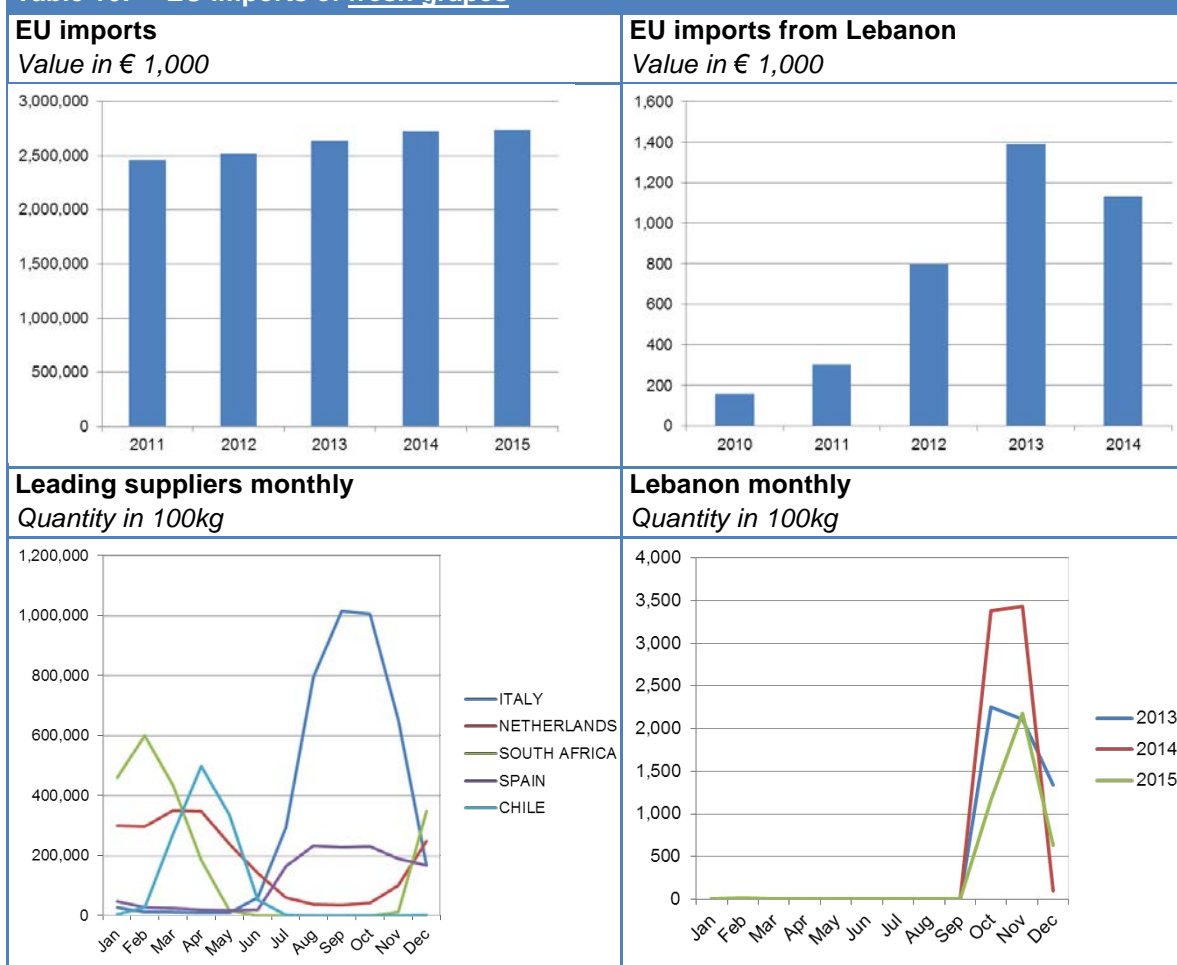 EU imports
Value in € 1,000
3,000,000
2,500,000
2,000,000
1,500,000
1,000,000
500,000
0
2011 2012 2013 2014 2015
EU imports from Lebanon
Value in € 1,000
1,600
1,400
1,200
1,000
800
600
400
200
0
2010 2011 2012 2013 2014
Leading suppliers monthly
Quantity in 100kg
1,200,000
1,000,000
800,000
600,000
400,000
200,000
0
Jan Feb Mar Apr May Jun Jul Aug Sep Oct Nov Dec
ITALY
NETHERLANDS
SOUTH AFRICA
SPAIN
CHILE
Lebanon monthly
Quantity in 100kg
4,000
3,500
3,000
2,500
2,000
1,500
1,000
500
0
Jan Feb Mar Apr May Jun Jul Aug Sep Oct Nov Dec
2013
2014
2015